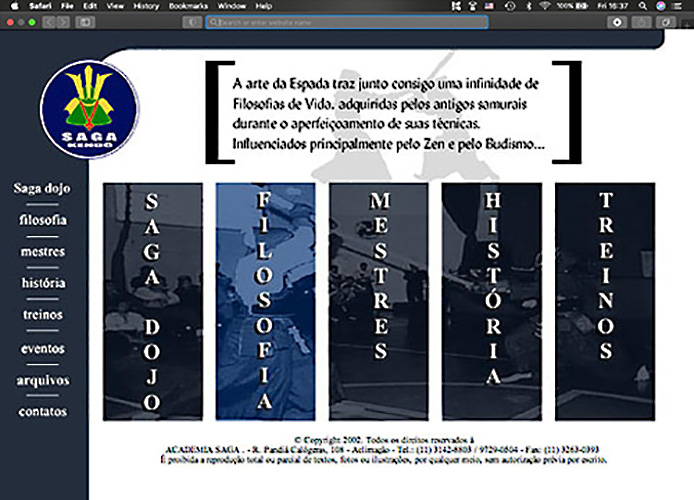 Safari File Edit View History Bookmarks Window Help
100% Fri 16:37
Search or enter website name
SAGA
KENDO
A arte da Espada traz junto consigo uma infinidade de
Filosofias de Vida, adquiridas pelos antigos samurais
durante o aperfeiçoamento de suas técnicas.
Influenciados principalmente pelo Zen e pelo Budismo...
Saga dojo
filosofia
mestres
história
treinos
eventos
arquivos
contatos
SAGA DOJO
FILOSOFIA
MESTRES
HISTÓRIA
TREINOS
© Copyright 2002. Todos os direitos reservados à
ACADEMIA SAGA . - R. Pandiá Calógeras, 108 - Aclimação - Tel.: (11) 3142-8803 / 9729-0504 - Fax: (11) 3263-0393
É proibida a reprodução total ou parcial de textos, fotos ou ilustrações, por qualquer meio, sem autorização prévia por escrito.